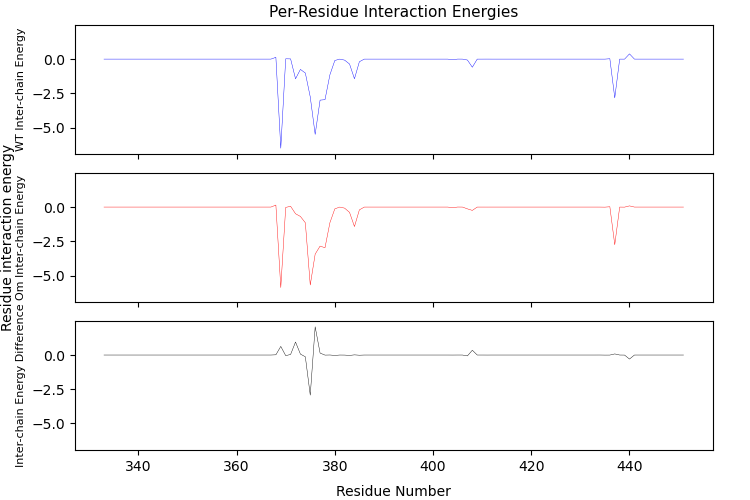 Per-Residue Interaction Energies
WT Inter-chain Energy
0.0
−2.5
−5.0
Residue interaction energy
Om Inter-chain Energy
0.0
−2.5
−5.0
Inter-chain Energy Difference
0.0
−2.5
−5.0
340 360 380 400 420 440
Residue Number